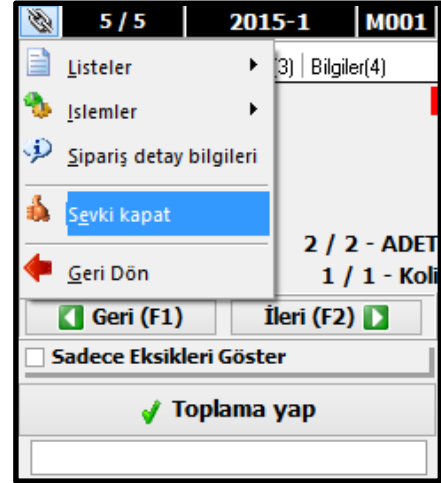 5 / 5 2015-1 M001
Listeler 3) Bilgiler(4)
Islemler
Sipariş detay bilgileri
Sevki kapat
2 / 2 - ADET
Geri Dön 1 / 1 - Koli
Geri (F1) İleri (F2)
Sadece Eksikleri Göster
Toplama yap